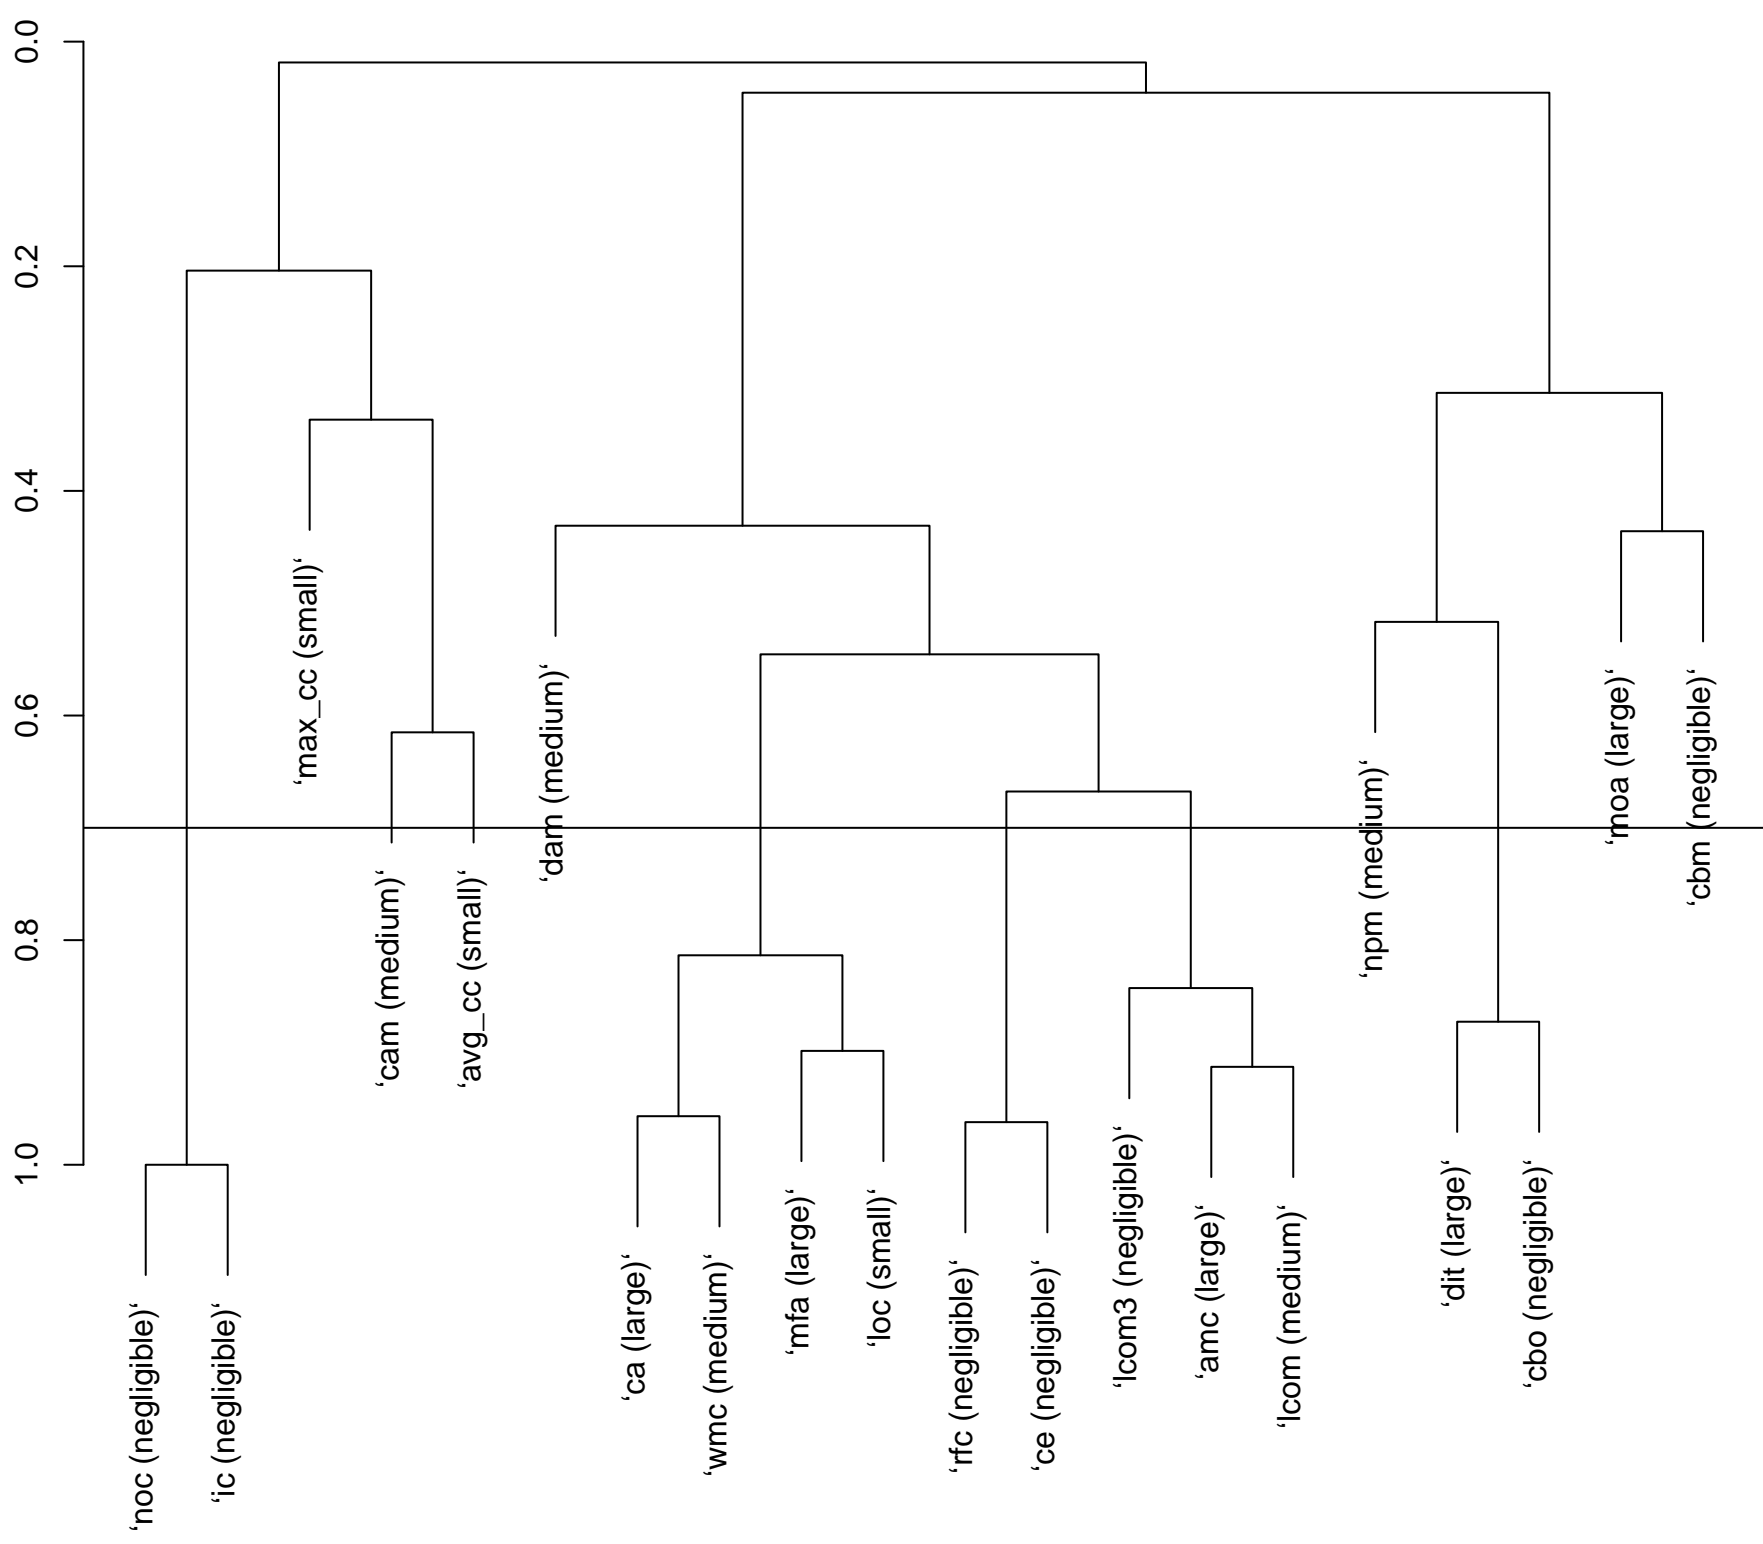 0.0
0.2
0.4
0.6
0.8
1.0
‘noc (negligible)‘
‘ic (negligible)‘
‘max_cc (small)‘
‘cam (medium)‘
‘avg_cc (small)‘
‘dam (medium)‘
‘ca (large)‘
‘wmc (medium)‘
‘mfa (large)‘
‘loc (small)‘
‘rfc (negligible)‘
‘ce (negligible)‘
‘lcom3 (negligible)‘
‘amc (large)‘
‘lcom (medium)‘
‘npm (medium)‘
‘dit (large)‘
‘cbo (negligible)‘
‘moa (large)‘
‘cbm (negligible)‘